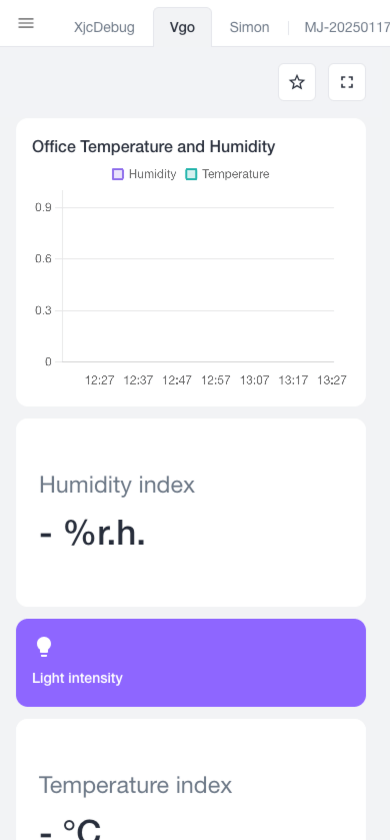 XjcDebug Vgo Simon MJ-20250117
Office Temperature and Humidity
Humidity Temperature
0.9
0.6
0.3
0
12:27 12:37 12:47 12:57 13:07 13:17 13:27
Humidity index
- %r.h.
Light intensity
Temperature index
- °C